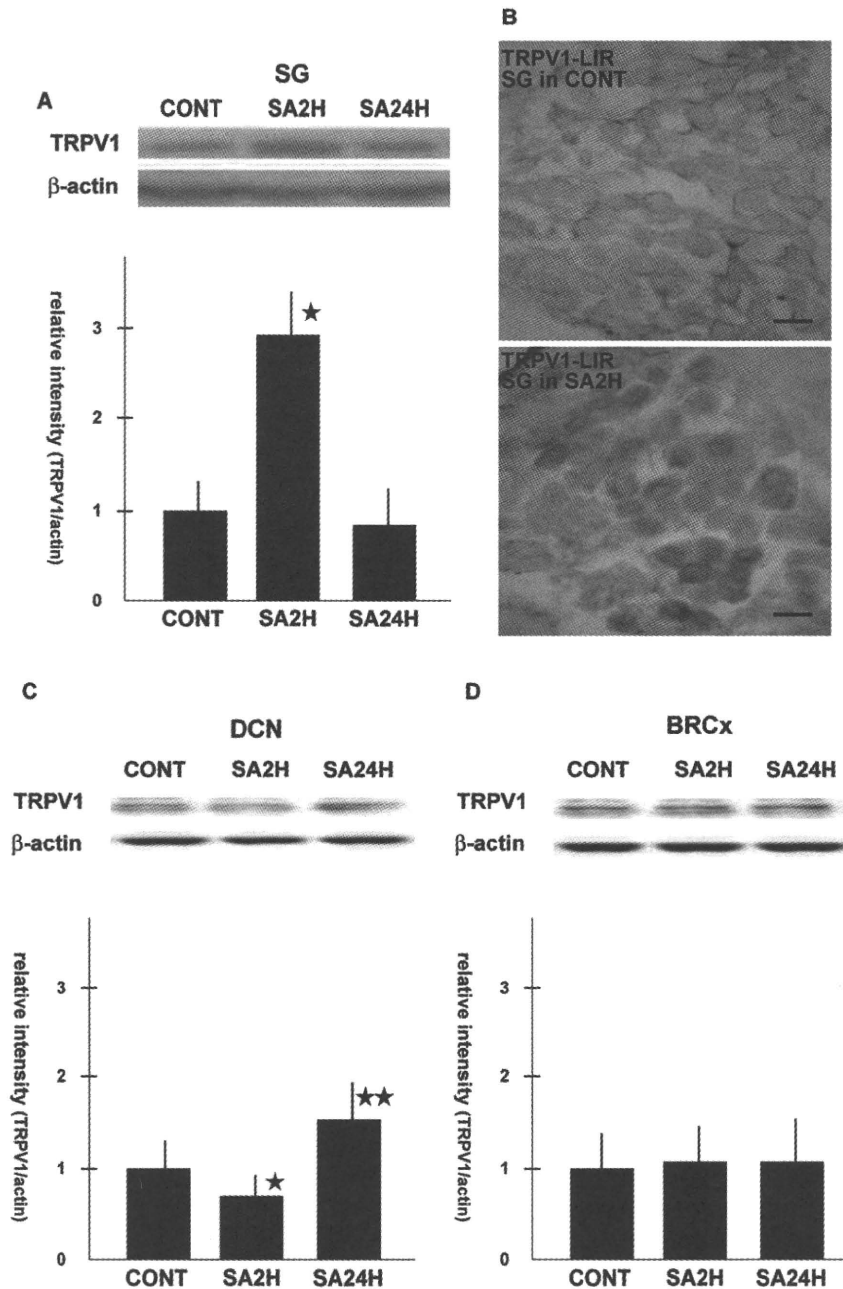 A
SG
CONT SA2H SA24H
TRPV1
β-actin
relative intensity (TRPV1/actin)
3
2
1
0
★
CONT SA2H SA24H
B
TRPV1-LIR
SG in CONT
TRPV1-LIR
SG in SA2H
C
DCN
CONT SA2H SA24H
TRPV1
β-actin
relative intensity (TRPV1/actin)
3
2
1
0
★
★★
CONT SA2H SA24H
D
BRCx
CONT SA2H SA24H
TRPV1
β-actin
relative intensity (TRPV1/actin)
3
2
1
0
CONT SA2H SA24H